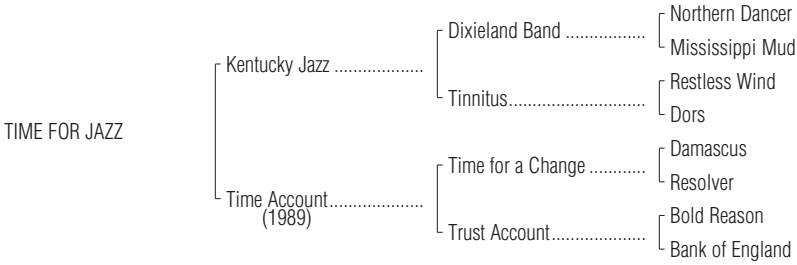 Northern Dancer
Dixieland Band .................
Mississippi Mud
Kentucky Jazz ...................
Restless Wind
Tinnitus.............................
Dors
TIME FOR JAZZ
Damascus
Time for a Change ............
Resolver
Time Account....................
(1989)
Bold Reason
Trust Account....................
Bank of England